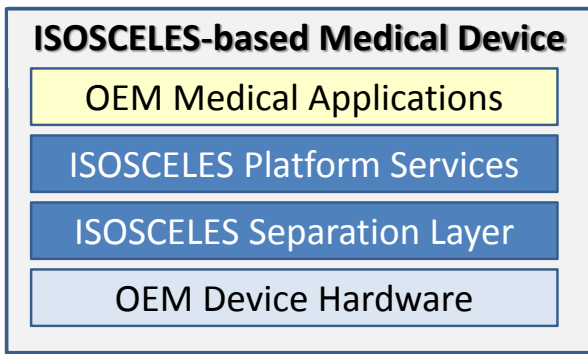 ISOSCELES-based Medical Device
OEM Medical Applications
ISOSCELES Platform Services
ISOSCELES Separation Layer
OEM Device Hardware